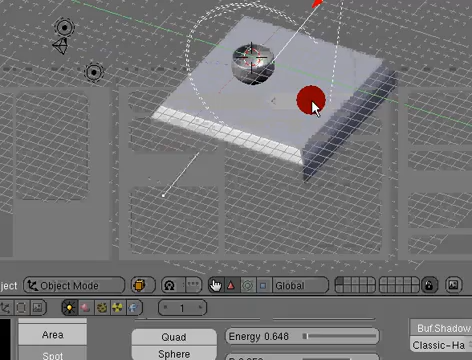 ject
Object Mode
Global
1
Area
Spot
Quad
Sphere
Energy 0.648
Buf.Shadow
Classic-Ha